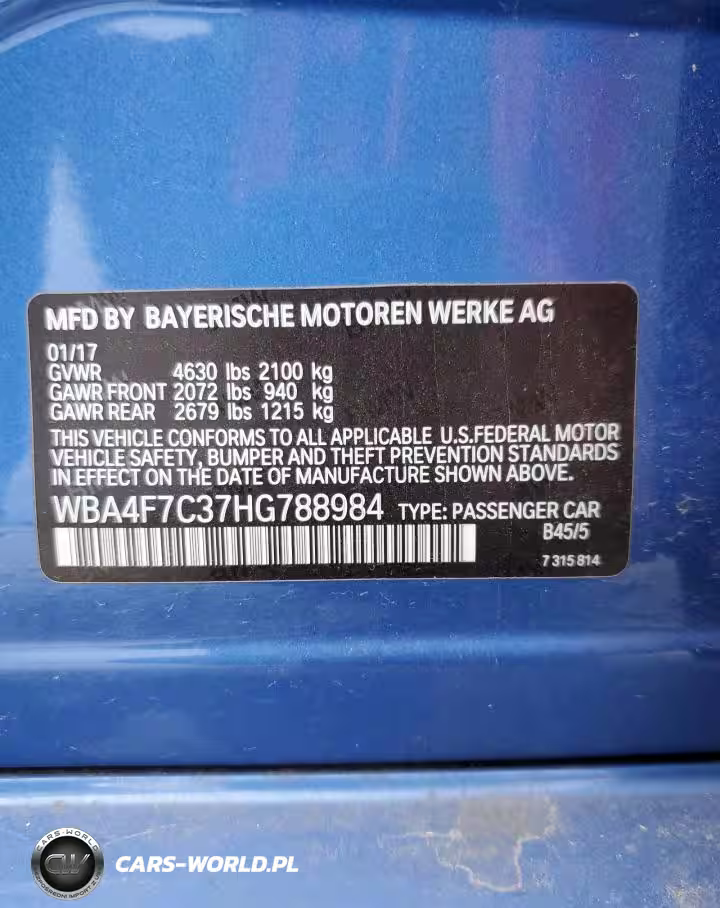 MFD BY BAYERISCHE MOTOREN WERKE AG
01/17
GVWR 4630 lbs 2100 kg
GAWR FRONT 2072 lbs 940 kg
GAWR REAR 2679 lbs 1215 kg
THIS VEHICLE CONFORMS TO ALL APPLICABLE U.S.FEDERAL MOTOR
VEHICLE SAFETY, BUMPER AND THEFT PREVENTION STANDARDS
IN EFFECT ON THE DATE OF MANUFACTURE SHOWN ABOVE.
WBA4F7C37HG788984 TYPE: PASSENGER CAR
B45/5
7 315 814
CARS-WORLD
CW
CARS-WORLD.PL